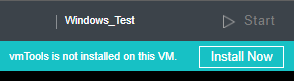 Windows_Test Start
vmTools is not installed on this VM. Install Now